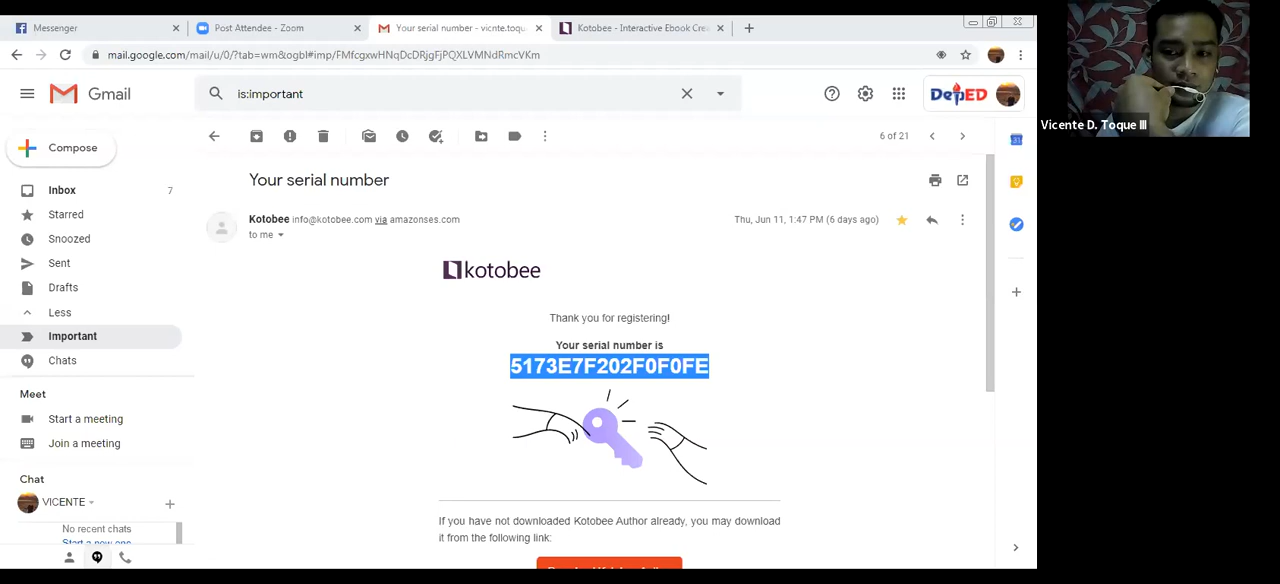 Messenger
Post Attendee - Zoom
Your serial number - vicnte.toqu
Kotobee - Interactive Ebook Crea
mail.google.com/mail/u/0/?tab=wm&ogbl#imp/FMfcgxwHNqDcDRjgFjPQXLVMNdRmcVKm
Gmail
is:important
DepED
Vicente D. Toque III
Compose
6 of 21
31
Your serial number
Inbox
7
Kotobee info@kotobee.com via amazonses.com
Thu, Jun 11, 1:47 PM (6 days ago)
to me
Starred
Snoozed
Sent
Drafts
Less
Important
Chats
kotobee
Thank you for registering!
Your serial number is
5173E7F202F0F0FE
Meet
Start a meeting
Join a meeting
Chat
VICENTE
No recent chats
Start a new one
If you have not downloaded Kotobee Author already, you may download
it from the following link: